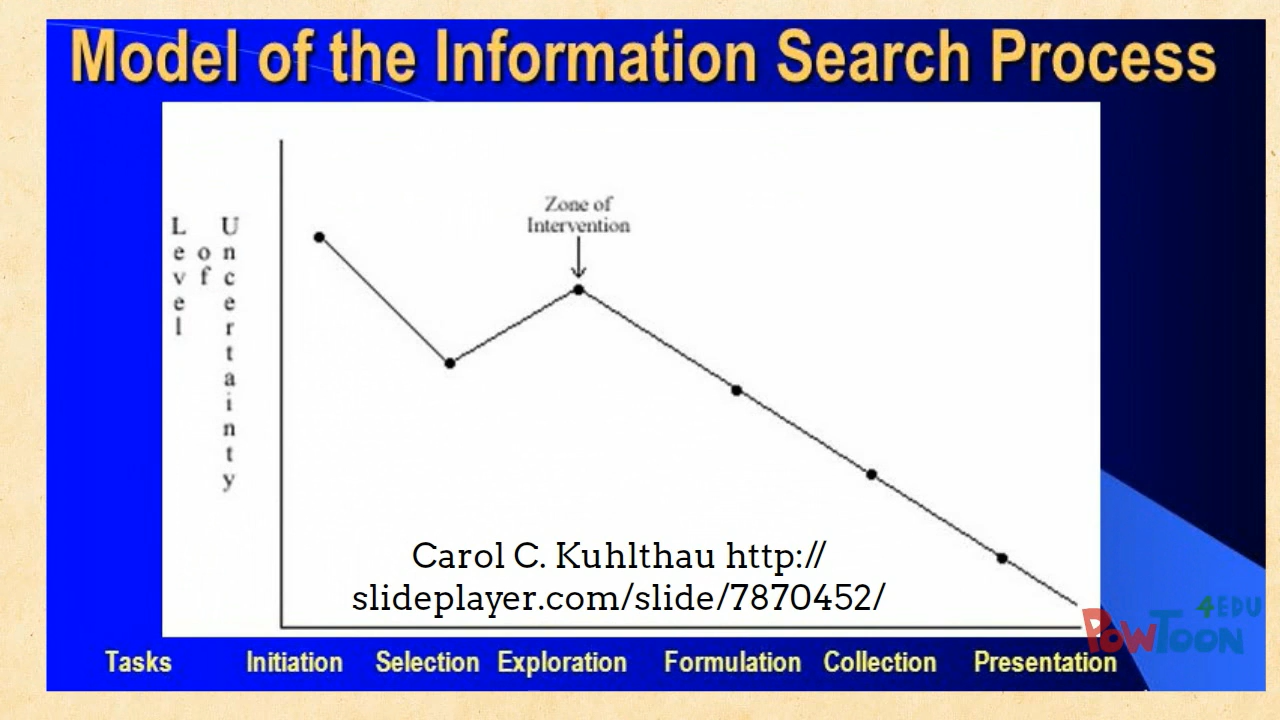 Model of the Information Search Process
Zone of
Intervention
Level
of
Uncertainty
Carol C. Kuhlthau http://
slideplayer.com/slide/7870452/
Tasks Initiation Selection Exploration Formulation Collection Presentation
POWTOON 4EDU